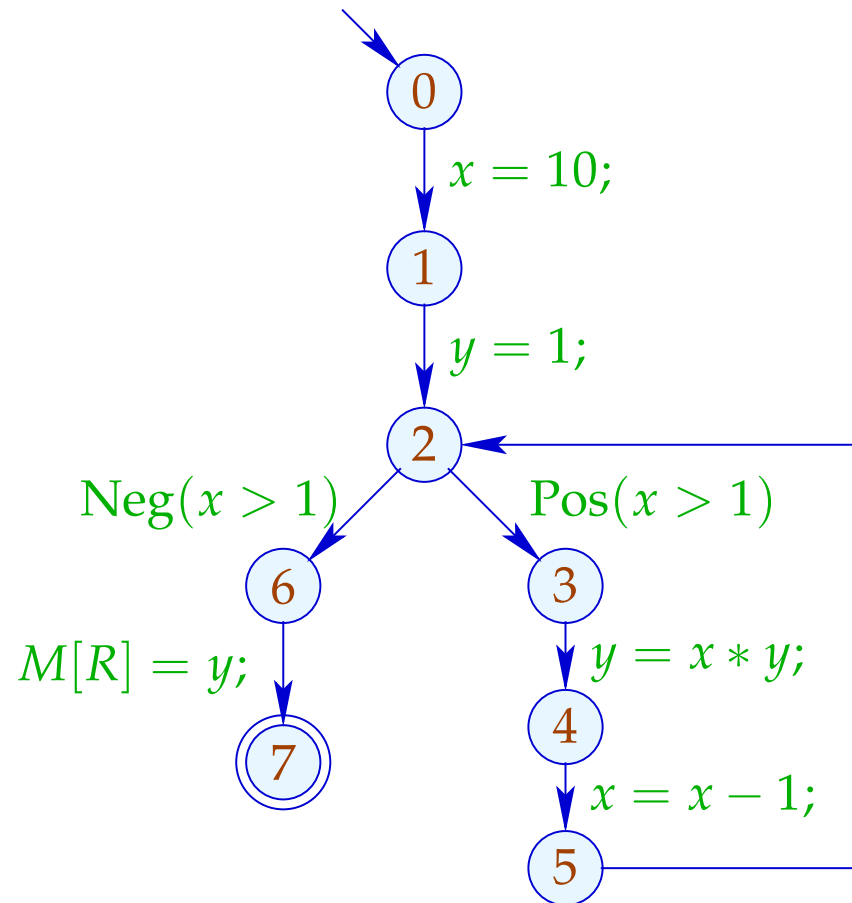 0
x = 10;
1
y = 1;
2
Neg(x > 1) Pos(x > 1)
6 3
M[R] = y; y = x ∗ y;
7 4
x = x − 1;
5